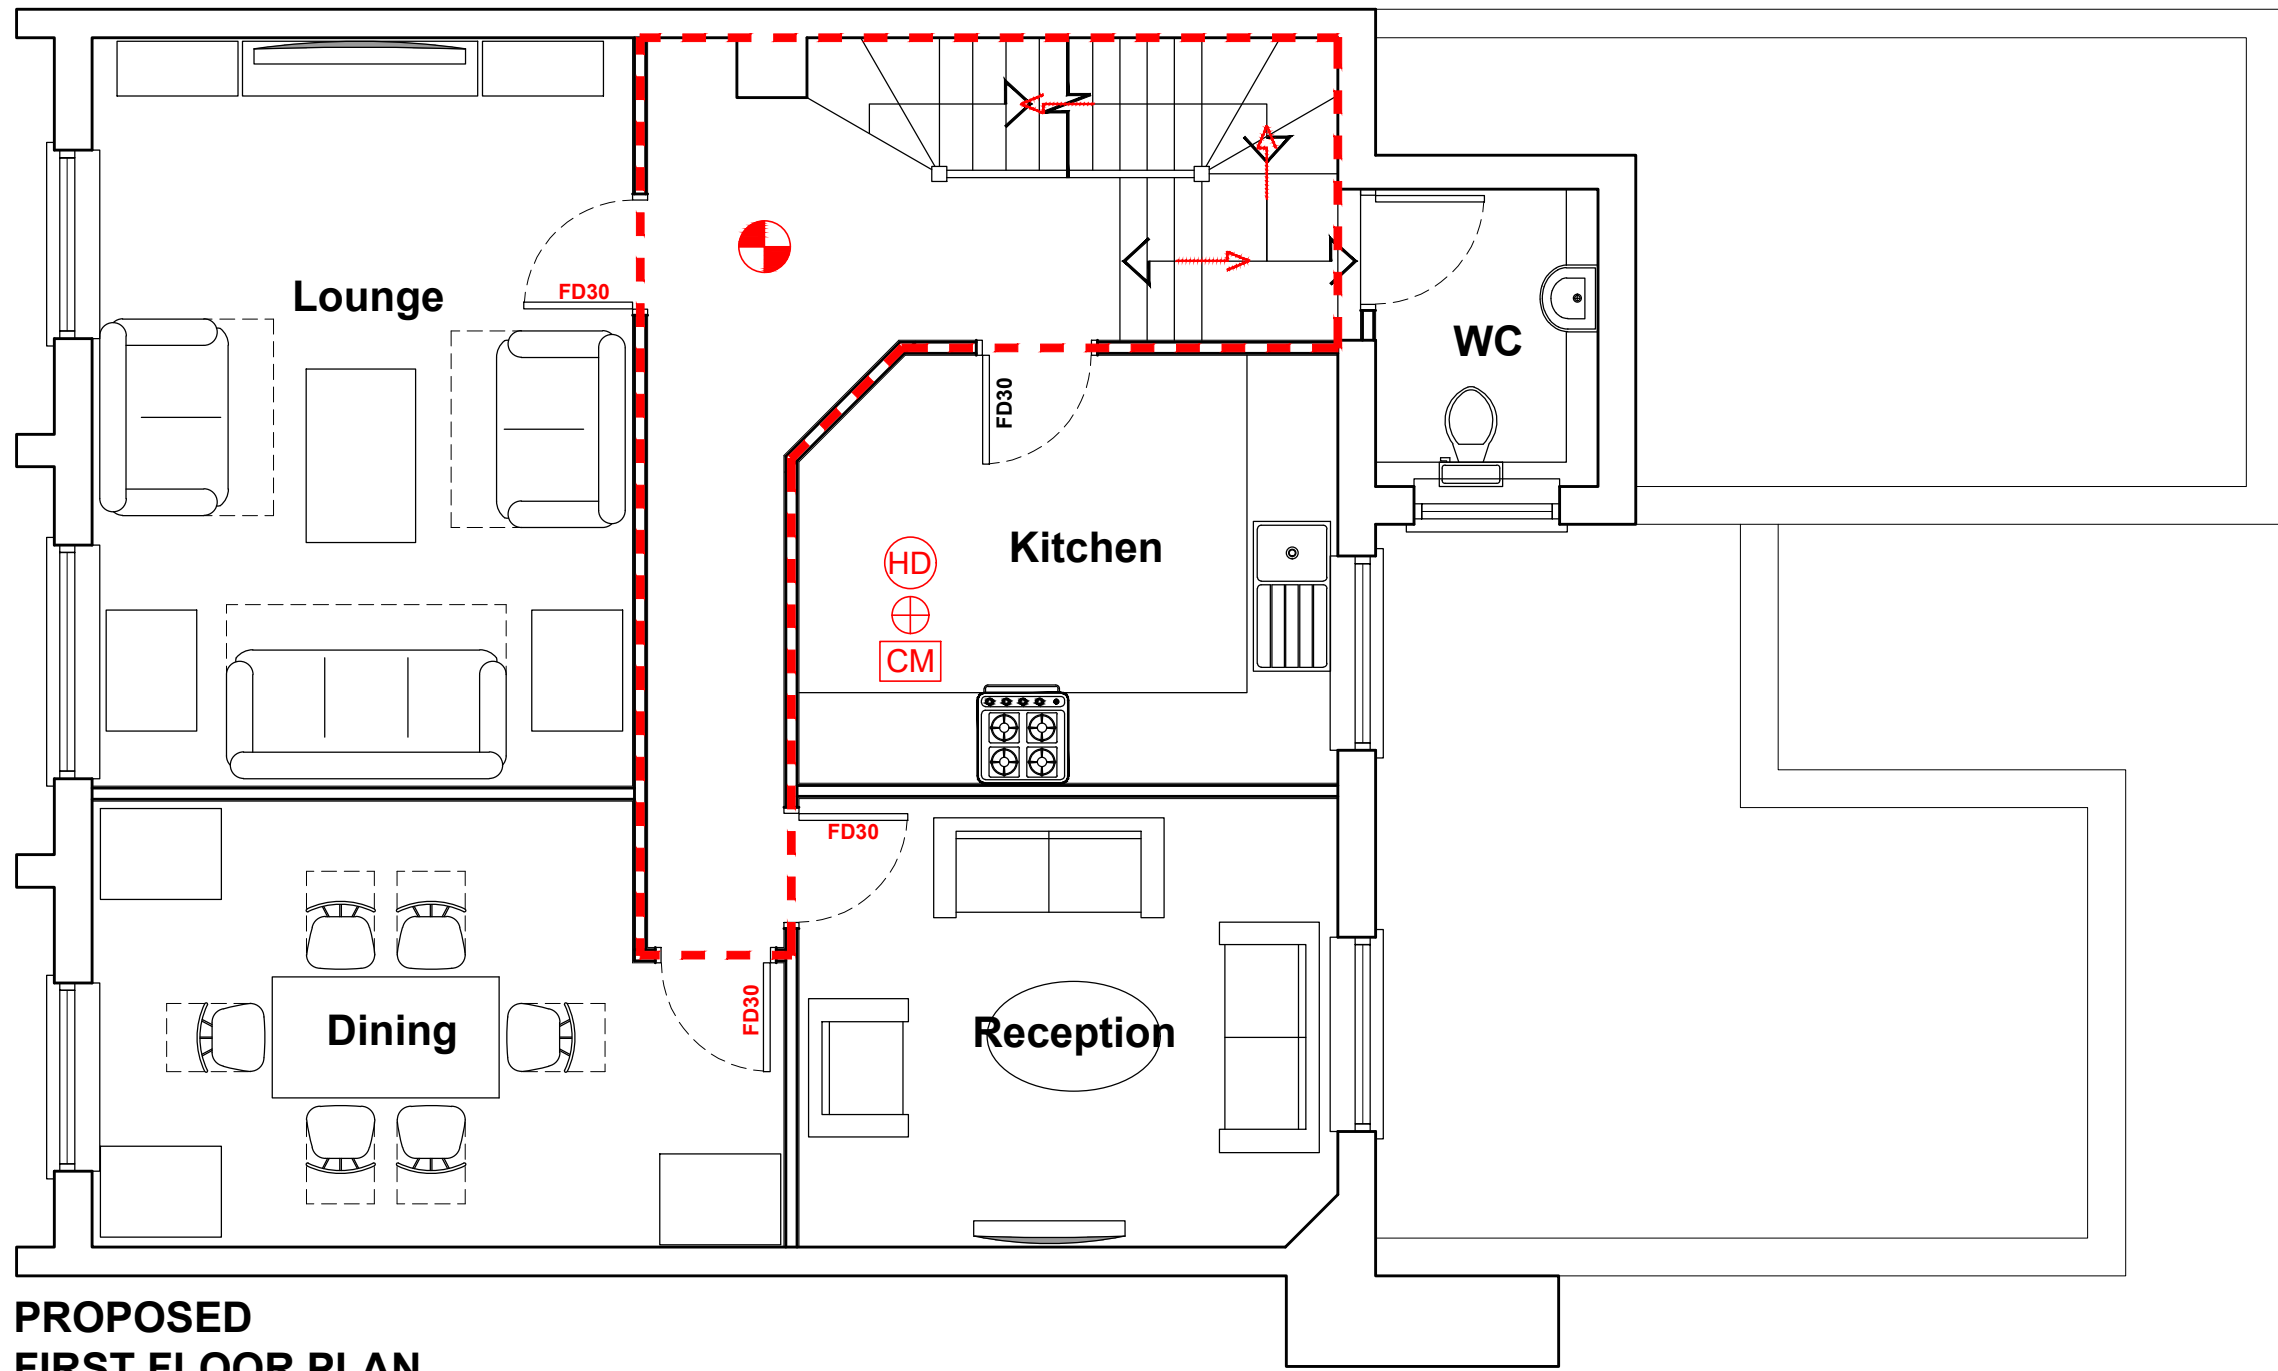 Lounge
FD30
WC
FD30
Kitchen
HD
CM
FD30
Dining
FD30
Reception
PROPOSED
FIRST FLOOR PLAN